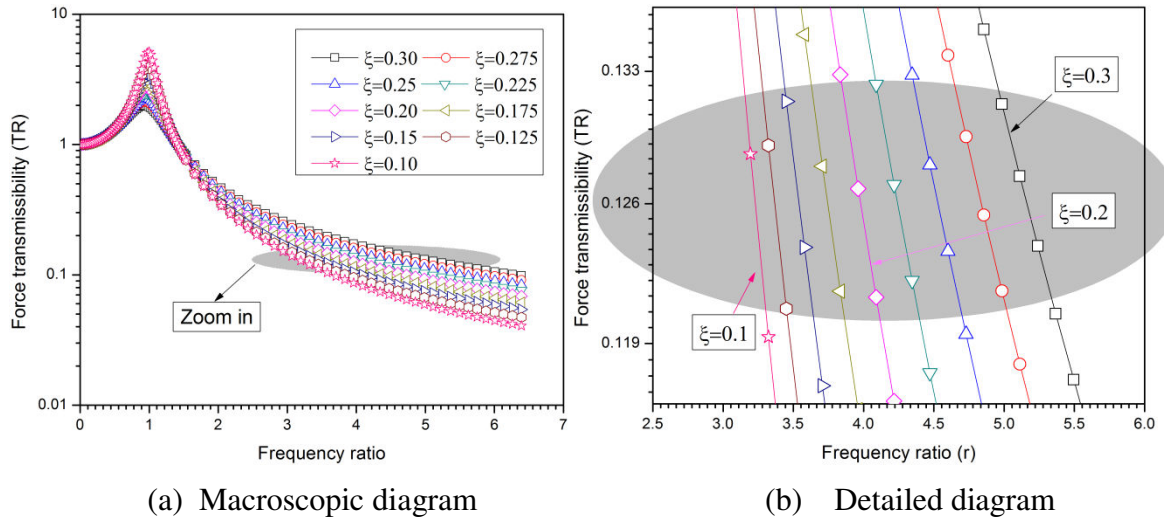 10
1
0.1
0.01
Force transmissibility (TR)
0 1 2 3 4 5 6 7
Frequency ratio
ξ=0.30 ξ=0.275
ξ=0.25 ξ=0.225
ξ=0.20 ξ=0.175
ξ=0.15 ξ=0.125
ξ=0.10
Zoom in
(a) Macroscopic diagram
0.133
0.126
0.119
Force transmissibility (TR)
2.5 3.0 3.5 4.0 4.5 5.0 5.5 6.0
Frequency ratio (r)
ξ=0.3
ξ=0.2
ξ=0.1
(b) Detailed diagram